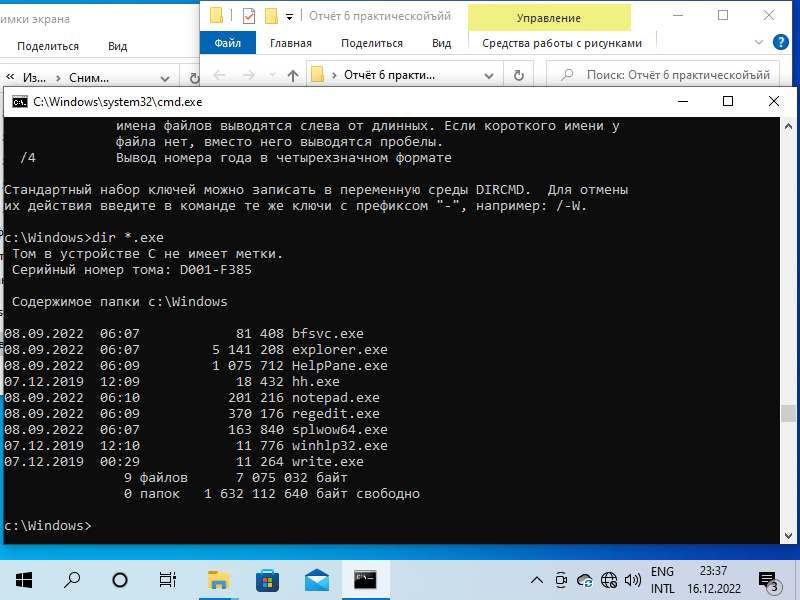 имки экрана
Отчёт 6 практическойьйй
Управление
Поделиться
Вид
Файл
Главная
Поделиться
Вид
Средства работы с рисунками
« Из... › Сним...
Отчёт 6 практи...
Поиск: Отчёт 6 практическойьйй
C:\Windows\system32\cmd.exe
имена файлов выводятся слева от длинных. Если короткого имени у
файла нет, вместо него выводятся пробелы.
/4 Вывод номера года в четырехзначном формате
Стандартный набор ключей можно записать в переменную среды DIRCMD. Для отмены
их действия введите в команде те же ключи с префиксом "-", например: /-W.
c:\Windows>dir *.exe
Том в устройстве C не имеет метки.
Серийный номер тома: D001-F385
Содержимое папки c:\Windows
08.09.2022 06:07 81 408 bfsvc.exe
08.09.2022 06:07 5 141 208 explorer.exe
08.09.2022 06:09 1 075 712 HelpPane.exe
07.12.2019 12:09 18 432 hh.exe
08.09.2022 06:10 201 216 notepad.exe
08.09.2022 06:09 370 176 regedit.exe
08.09.2022 06:07 163 840 splwow64.exe
07.12.2019 12:10 11 776 winhlp32.exe
07.12.2019 00:29 11 264 write.exe
9 файлов 7 075 032 байт
0 папок 1 632 112 640 байт свободно
c:\Windows>
ENG
INTL
23:37
16.12.2022
3